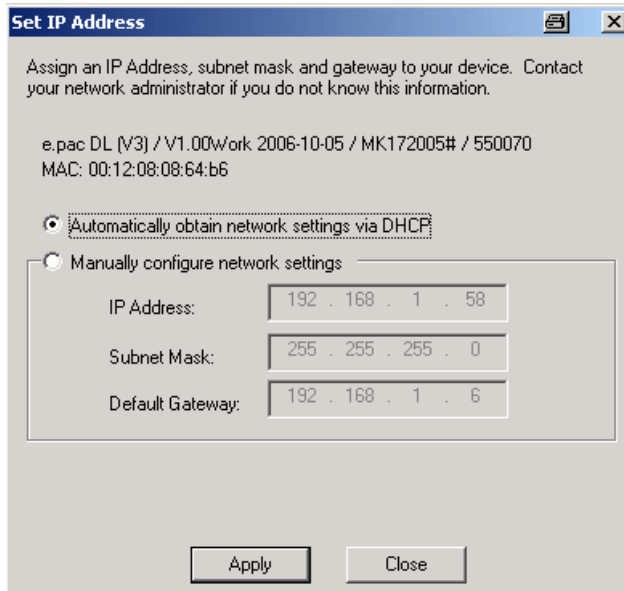 Set IP Address
Assign an IP Address, subnet mask and gateway to your device. Contact
your network administrator if you do not know this information.
e.pac DL (V3) / V1.00Work 2006-10-05 / MK172005# / 550070
MAC: 00:12:08:08:64:b6
Automatically obtain network settings via DHCP
Manually configure network settings
IP Address: 192 . 168 . 1 . 58
Subnet Mask: 255 . 255 . 255 . 0
Default Gateway: 192 . 168 . 1 . 6
Apply Close